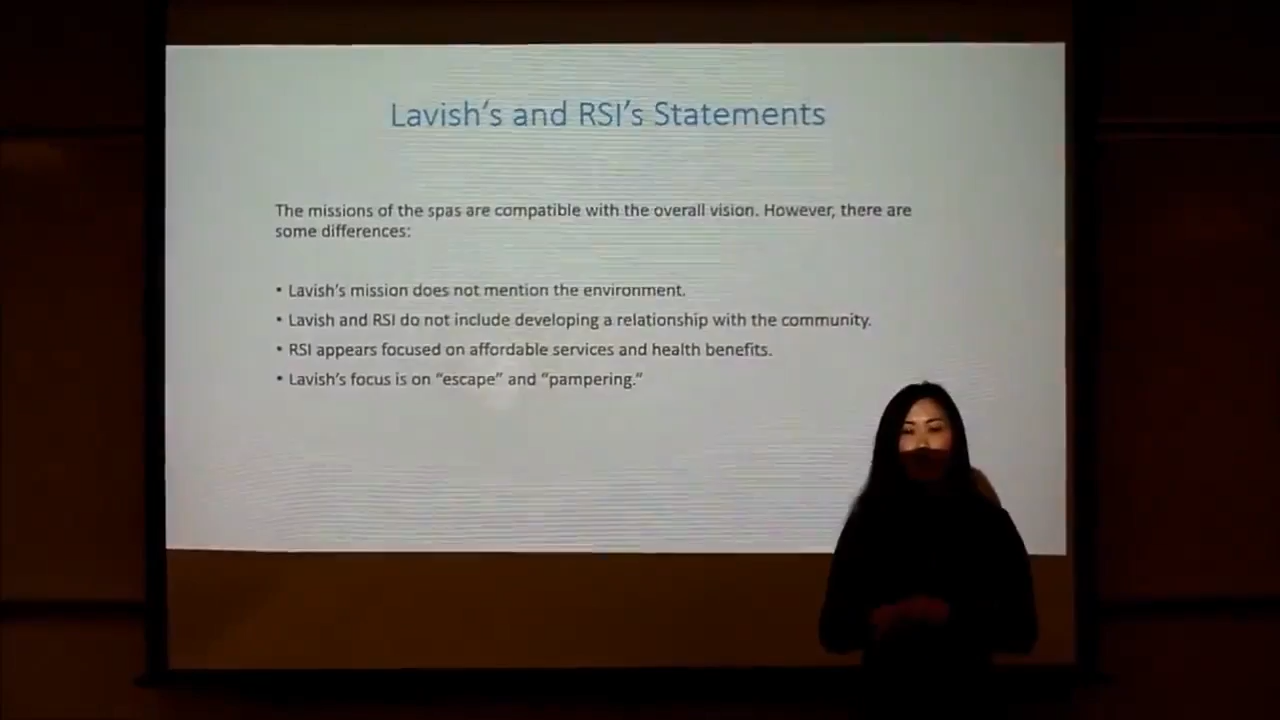 Lavish‘s and RSI’s Statements
The missions of the spas are compatible with the overall vision. However, there are
some differences:
• Lavish’s mission does not mention the environment.
• Lavish and RSI do not include developing a relationship with the community.
• RSI appears focused on affordable services and health benefits.
• Lavish’s focus is on “escape” and “pampering.“